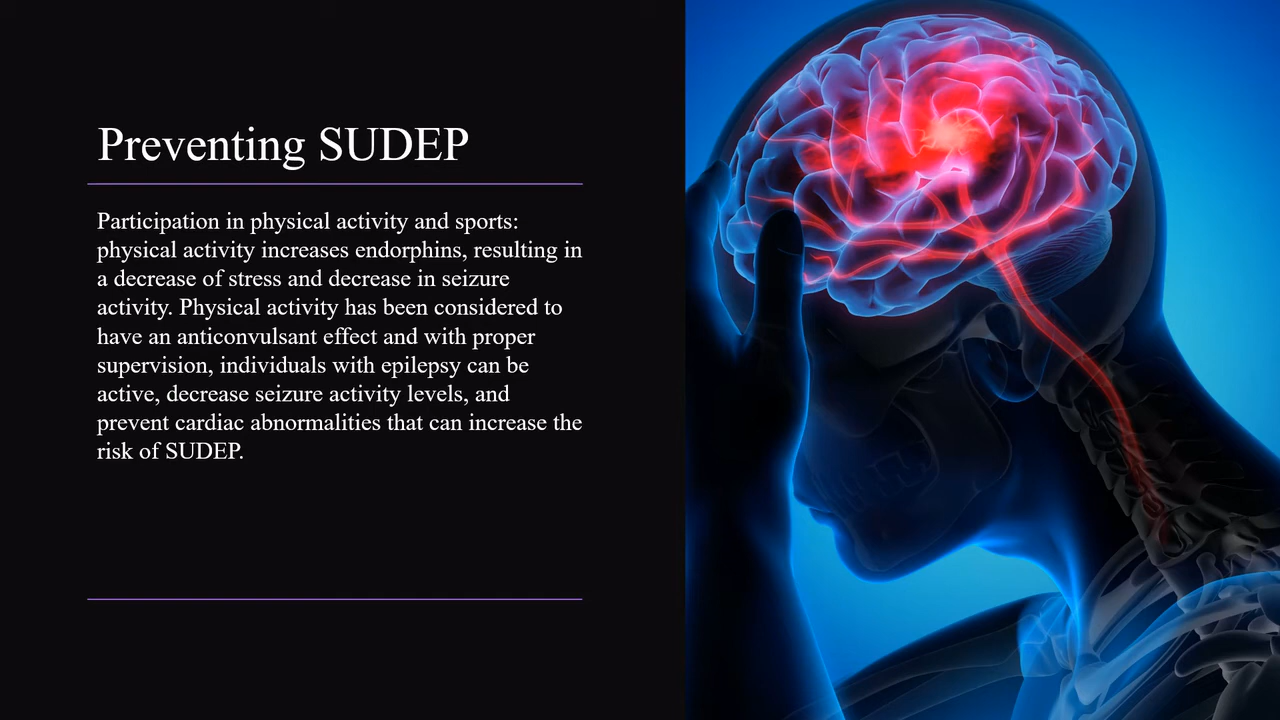 Preventing SUDEP
Participation in physical activity and sports:
physical activity increases endorphins, resulting in
a decrease of stress and decrease in seizure
activity. Physical activity has been considered to
have an anticonvulsant effect and with proper
supervision, individuals with epilepsy can be
active, decrease seizure activity levels, and
prevent cardiac abnormalities that can increase the
risk of SUDEP.